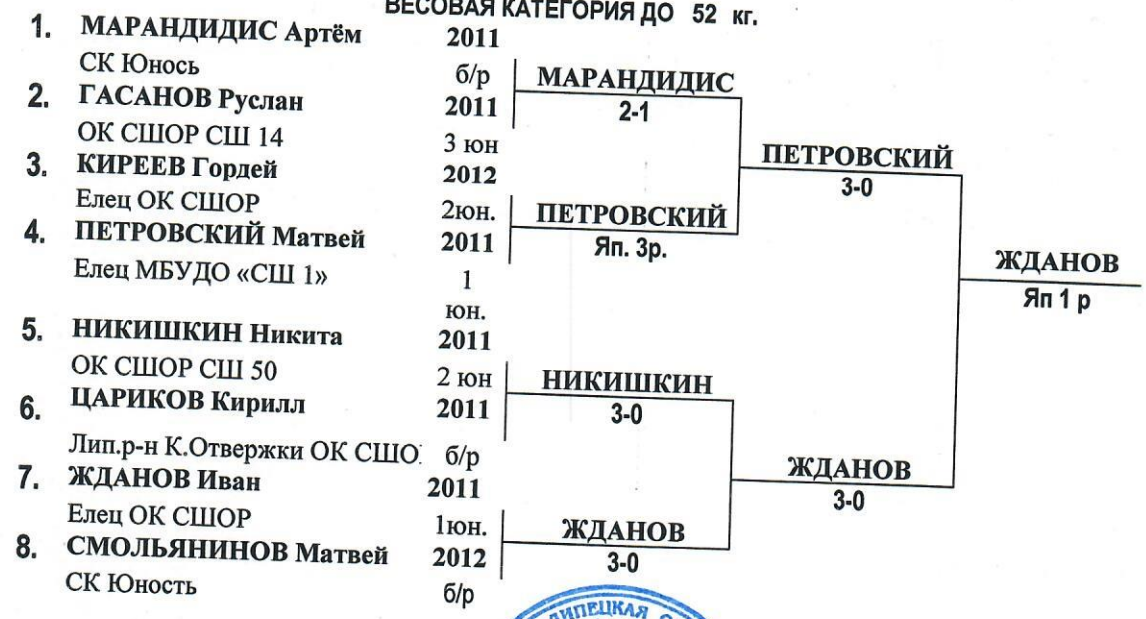 ВЕСОВАЯ КАТЕГОРИЯ ДО 52 кг.
1. МАРАНДИДИС Артём 2011
СК Юнось б/р
МАРАНДИДИС
2-1
2. ГАСАНОВ Руслан 2011
ОК СШОР СШ 14 3 юн
ПЕТРОВСКИЙ
3-0
3. КИРЕЕВ Гордей 2012
Елец ОК СШОР 2юн.
ПЕТРОВСКИЙ
Яп. 3р.
4. ПЕТРОВСКИЙ Матвей 2011
Елец МБУДО «СШ 1» 1
юн.
ЖДАНОВ
Яп 1 р
5. НИКИШКИН Никита 2011
ОК СШОР СШ 50 2 юн
НИКИШКИН
3-0
6. ЦАРИКОВ Кирилл 2011
Лип.р-н К.Отвержки ОК СШО б/р
ЖДАНОВ
3-0
7. ЖДАНОВ Иван 2011
Елец ОК СШОР 1юн.
ЖДАНОВ
3-0
8. СМОЛЬЯНИНОВ Матвей 2012
СК Юность б/р
ЛИПЕЦКАЯ